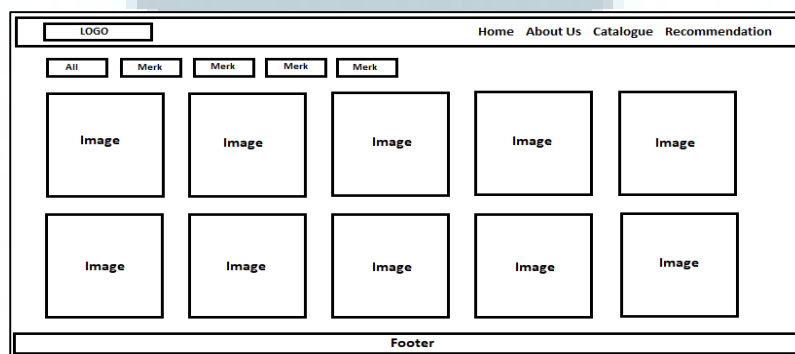 LOGO Home About Us Catalogue Recommendation
All Merk Merk Merk Merk
Image Image Image Image Image
Image Image Image Image Image
Footer